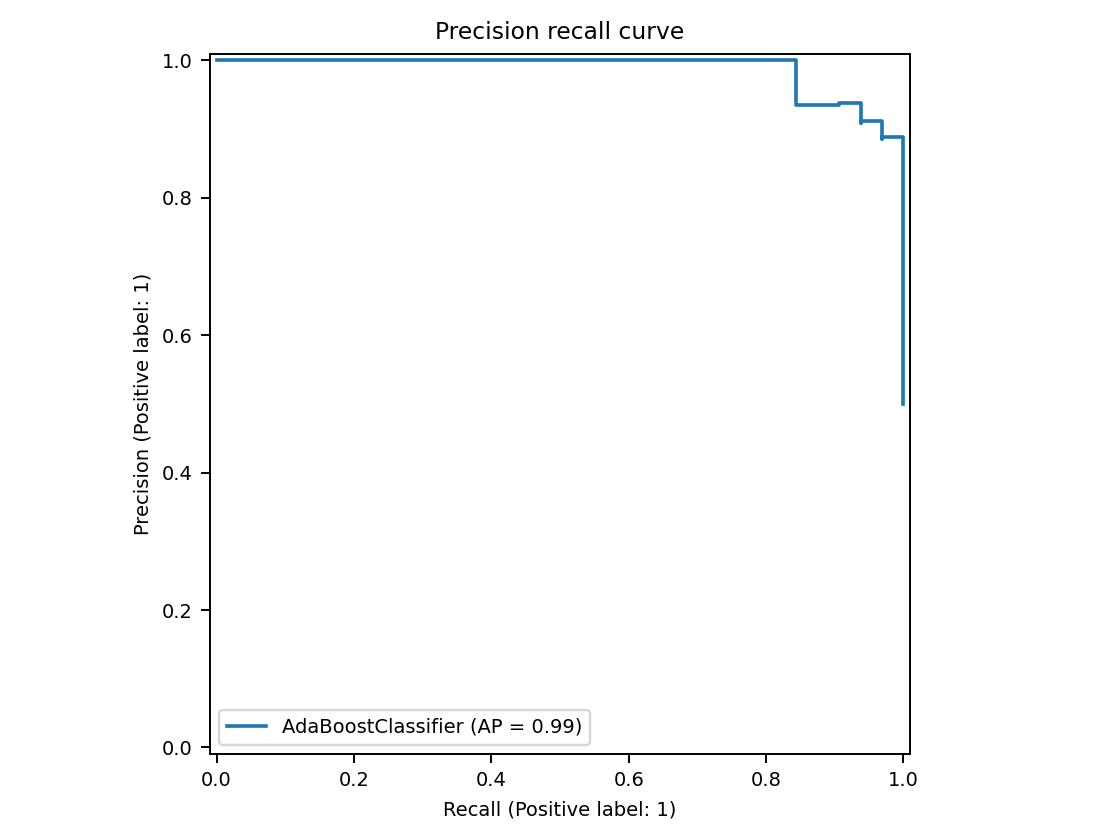 Precision recall curve
1.0
0.8
0.6
0.4
0.2
0.0
Precision (Positive label: 1)
AdaBoostClassifier (AP = 0.99)
0.0 0.2 0.4 0.6 0.8 1.0
Recall (Positive label: 1)